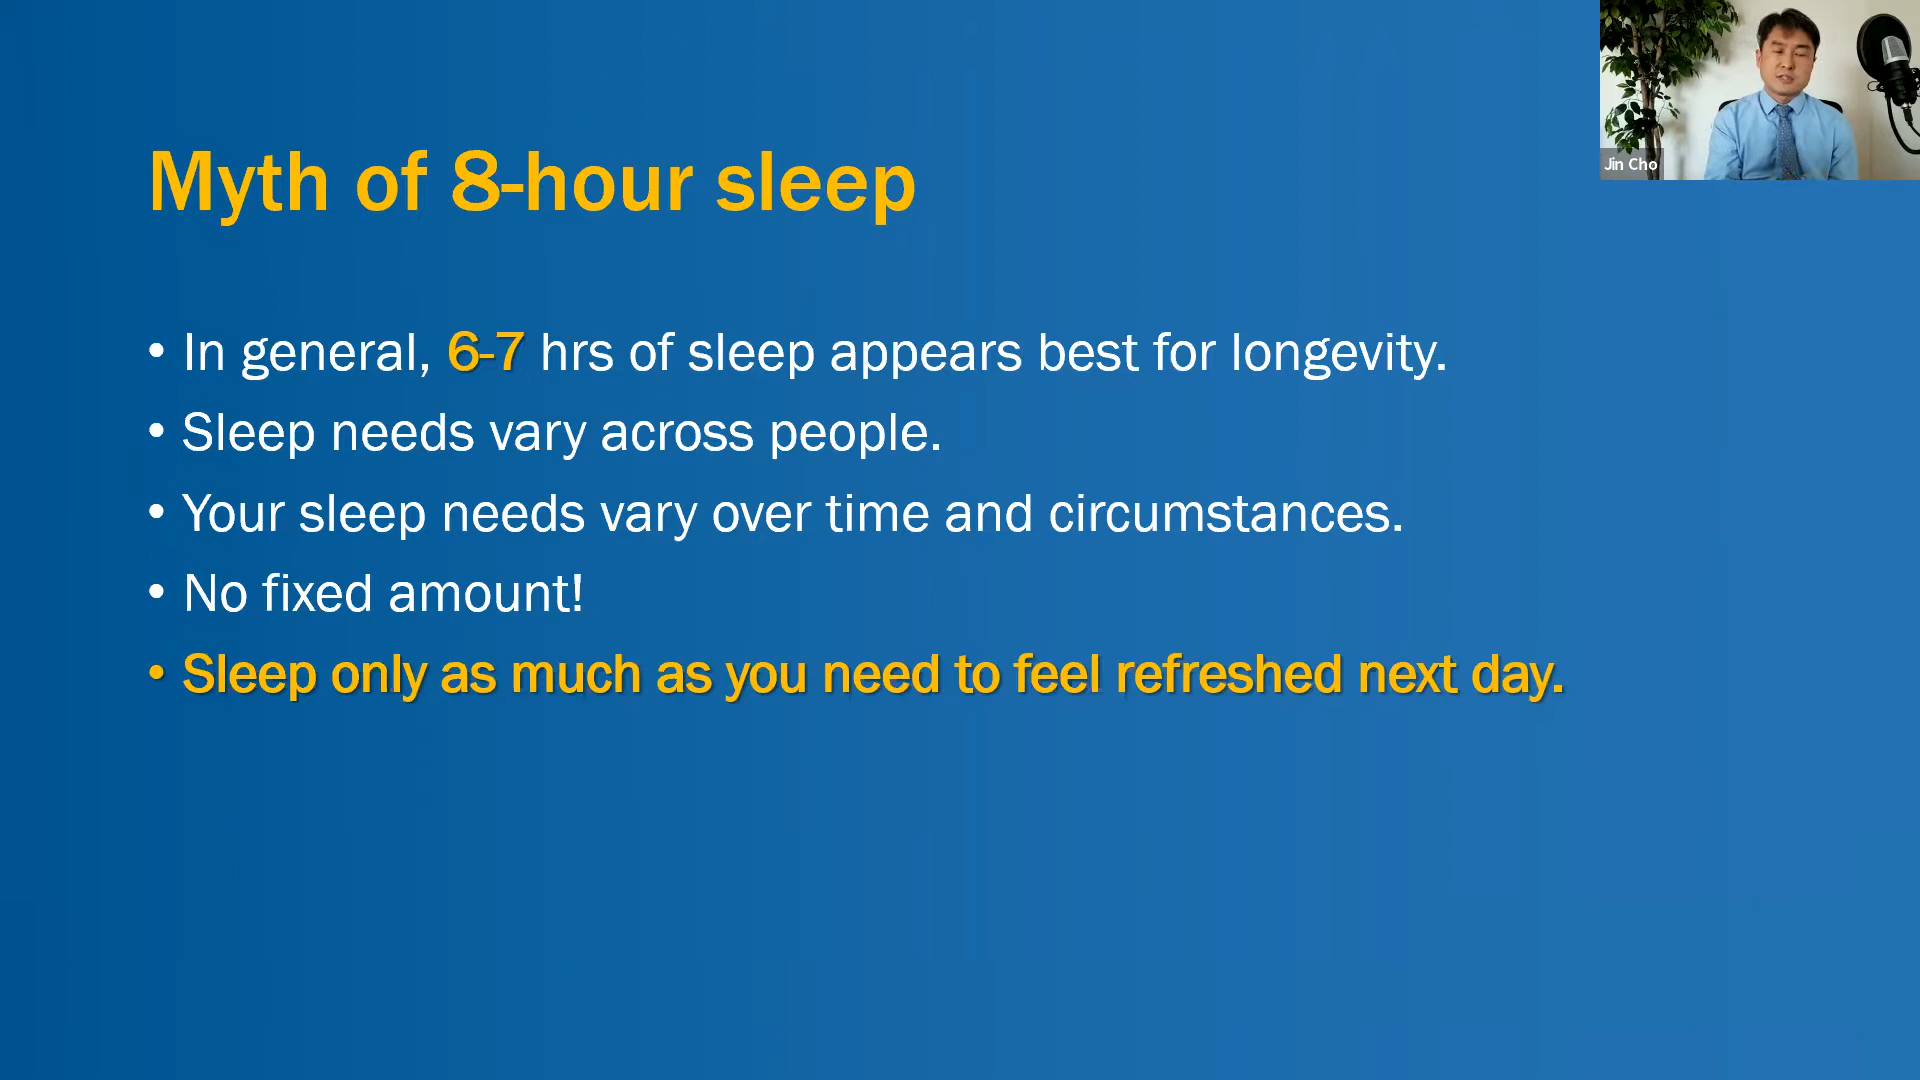 Myth of 8-hour sleep
• In general, 6-7 hrs of sleep appears best for longevity.
• Sleep needs vary across people.
• Your sleep needs vary over time and circumstances.
• No fixed amount!
• Sleep only as much as you need to feel refreshed next day.
Jin Cho